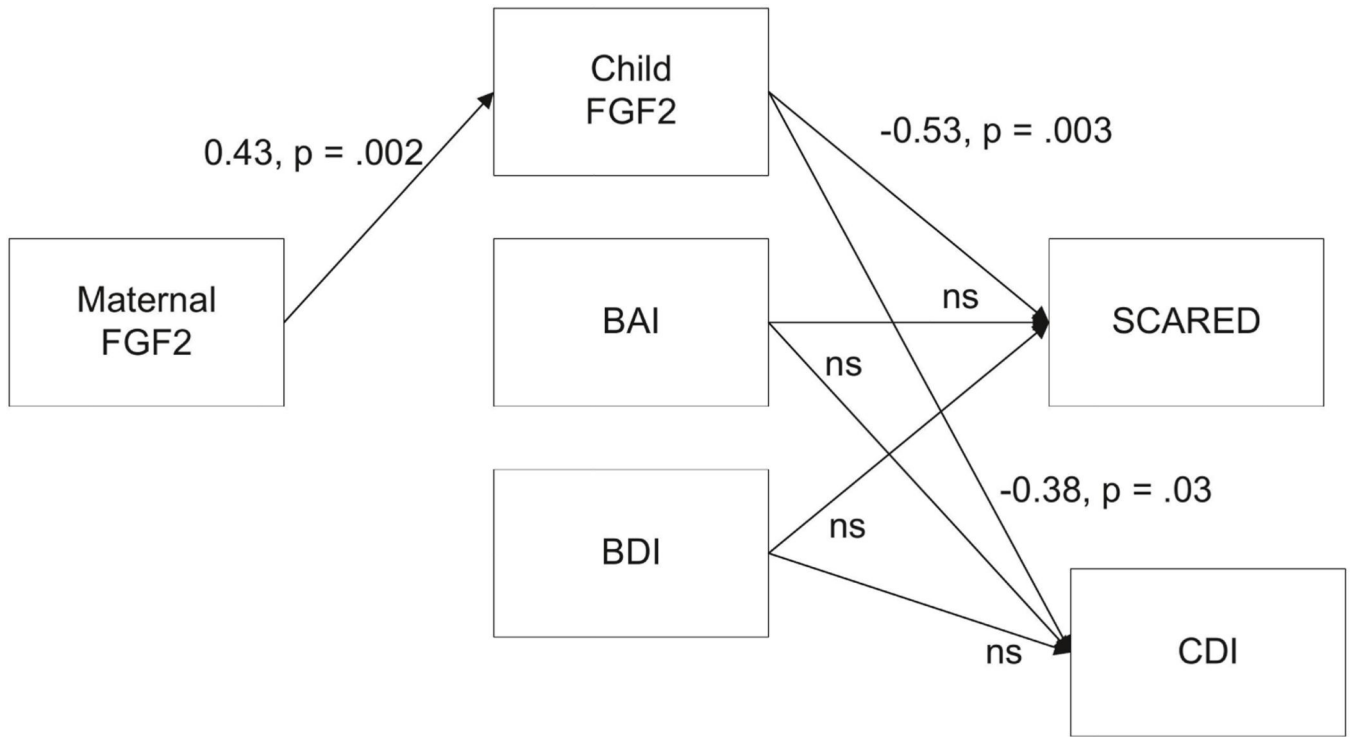 Child
FGF2
-0.53, p = .003
0.43, p = .002
Maternal
FGF2
BAI
ns
SCARED
ns
-0.38, p = .03
BDI
ns
ns
CDI